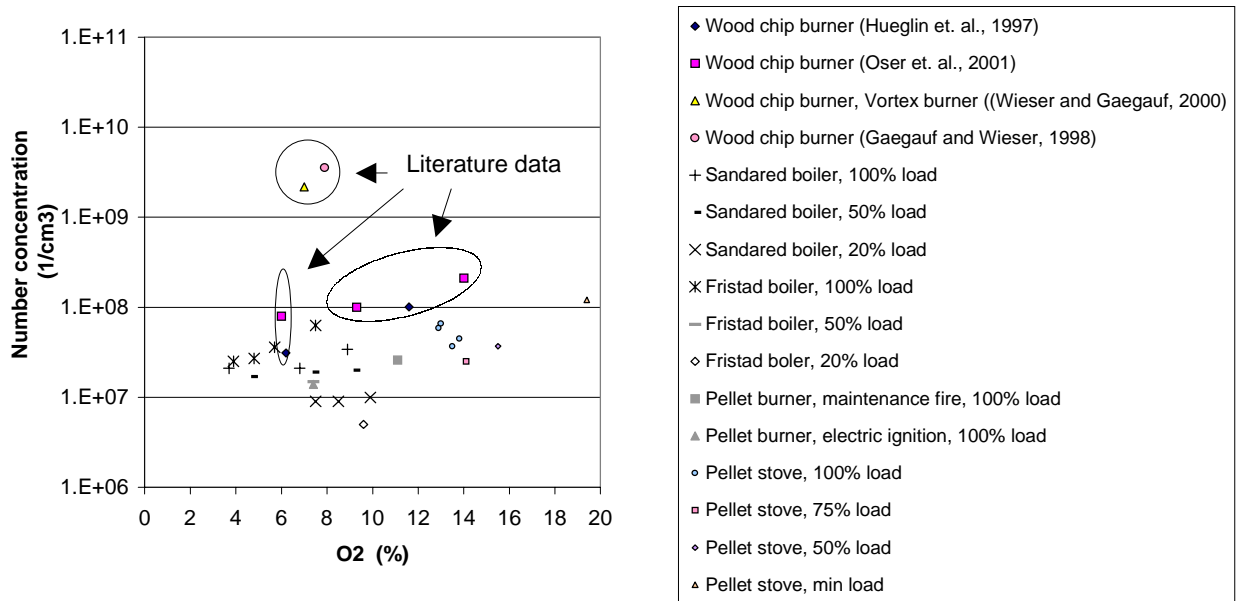 Number concentration
(1/cm3)
1.E+11
1.E+10
1.E+09
1.E+08
1.E+07
1.E+06
Literature data
0 2 4 6 8 10 12 14 16 18 20
O2 (%)
Wood chip burner (Hueglin et. al., 1997)
Wood chip burner (Oser et. al., 2001)
Wood chip burner, Vortex burner ((Wieser and Gaegauf, 2000)
Wood chip burner (Gaegauf and Wieser, 1998)
Sandared boiler, 100% load
Sandared boiler, 50% load
Sandared boiler, 20% load
Fristad boiler, 100% load
Fristad boiler, 50% load
Fristad boler, 20% load
Pellet burner, maintenance fire, 100% load
Pellet burner, electric ignition, 100% load
Pellet stove, 100% load
Pellet stove, 75% load
Pellet stove, 50% load
Pellet stove, min load